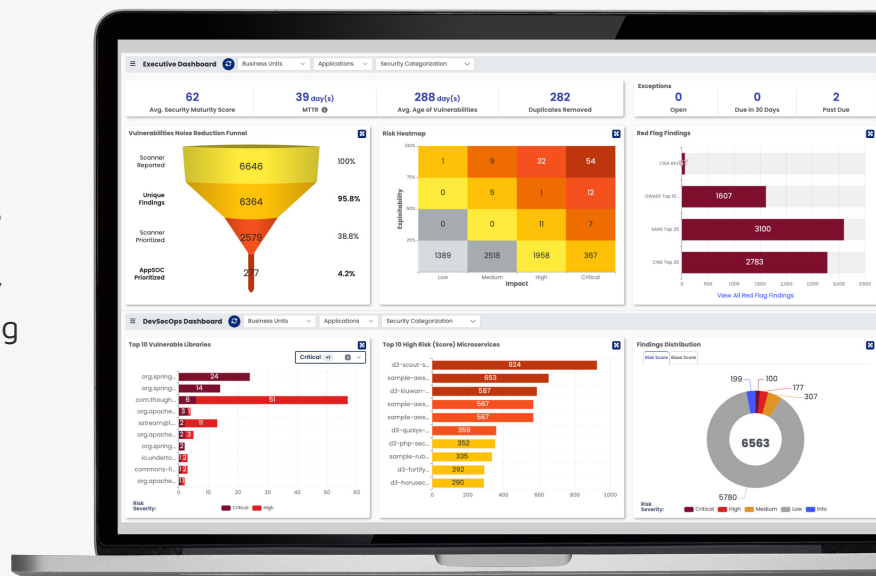 Executive Dashboard
Business Units
Applications
Security Categorization
62
Avg. Security Maturity Score
39 day(s)
MTTR
288 day(s)
Avg. Age of Vulnerabilities
282
Duplicates Removed
Exceptions
0
Open
0
Due in 30 Days
2
Past Due
Vulnerabilities Noise Reduction Funnel
Scanner
Reported
6646
100%
Unique
Findings
6364
95.8%
Scanner
Prioritized
2579
38.8%
AppSOC
Prioritized
277
4.2%
Risk Heatmap
Exploitability
100%
1 9 32 54
75%
0 5 1 12
50%
0 0 11 7
25%
1389 2518 1958 367
Low Medium High Critical
Impact
Red Flag Findings
CISA
OWASP Top 10...
1607
SANS Top 25
3100
CWE Top 25
2783
0 500 1,000 1,500 2,000 2,500 3,000 3,500
View All Red Flag Findings
g
DevSecOps Dashboard
Business Units
Applications
Security Categorization
Top 10 Vulnerable Libraries
Critical +1
org.spring... 24
org.spring... 14
com.though... 6 51
org.apache... 3
xstream@1.... 2 11
org.apache... 2 3
org.spring... 2
io.underto... 1 2
commons-fi... 1 2
org.apache... 1 1
0 10 20 30 40 50 60
Risk
Severity:
Critical High
Top 10 High Risk (Score) Microservices
d3-scout-s... 924
sample-aws... 653
d3-kiuwan-... 587
sample-aws... 567
sample-aws... 567
d3-qualys-... 359
d3-php-sec... 352
sample-rub... 335
d3-fortify... 292
d3-horusec... 290
0 200 400 600 800 1,000
Findings Distribution
Risk Score Base Score
199
100
177
307
6563
5780
Risk
Severity:
Critical High Medium Low Info